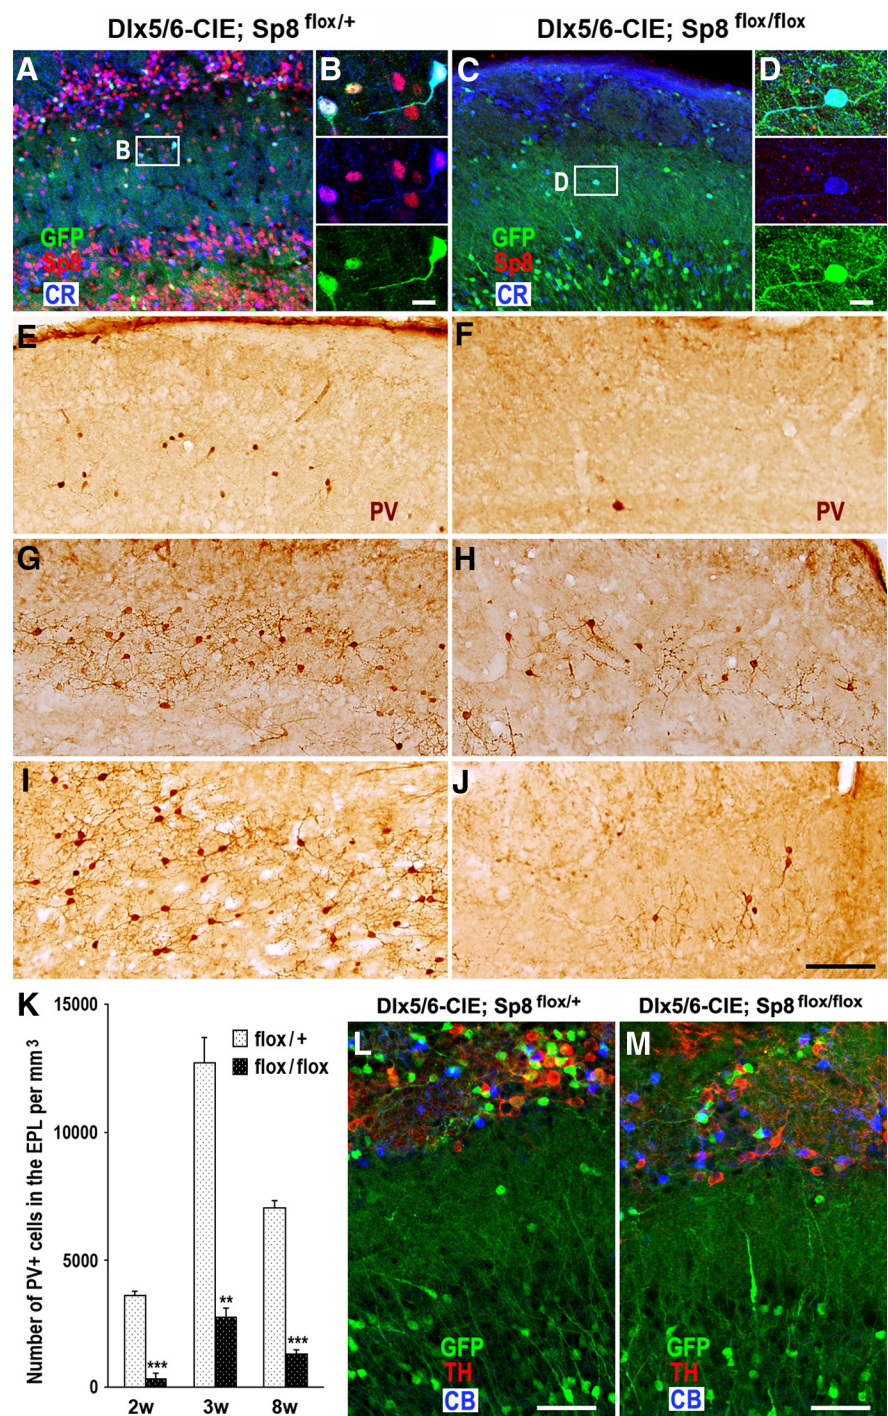 Dlx5/6-CIE; Sp8 flox/+
Dlx5/6-CIE; Sp8 flox/flox
A
B
C
D
B
D
GFP
Sp8
CR
GFP
Sp8
CR
E
F
PV
PV
G
H
I
J
K
Number of PV+ cells in the EPL per mm³
15000
10000
5000
0
flox/+
flox/flox
***
**
***
2w
3w
8w
Dlx5/6-CIE; Sp8 flox/+
Dlx5/6-CIE; Sp8 flox/flox
L
M
GFP
TH
CB
GFP
TH
CB